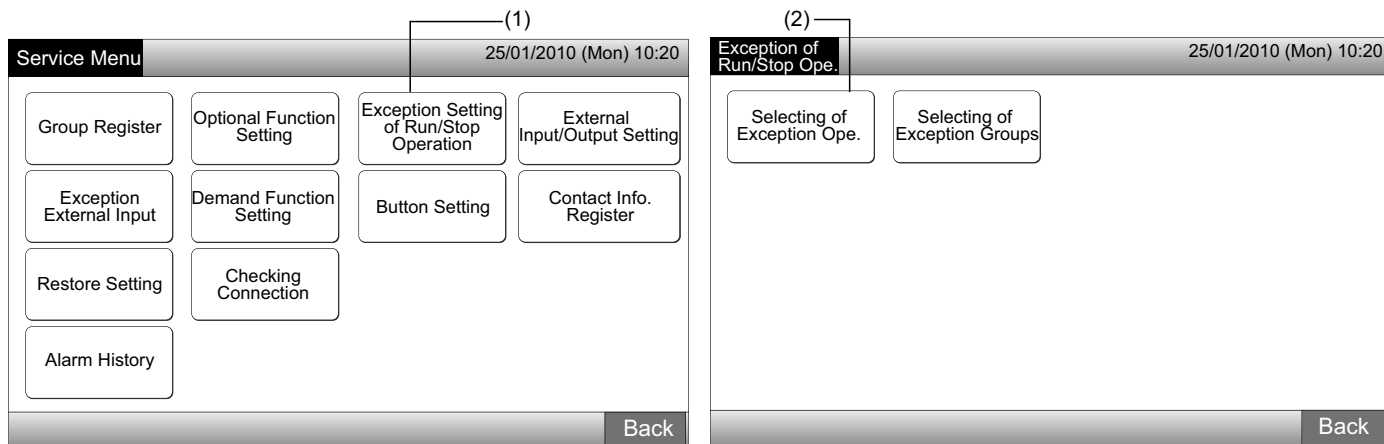 (1)
Service Menu
25/01/2010 (Mon) 10:20
Group Register
Optional Function
Setting
Exception Setting
of Run/Stop
Operation
External
Input/Output Setting
Exception
External Input
Demand Function
Setting
Button Setting
Contact Info.
Register
Restore Setting
Checking
Connection
Alarm History
Back
(2)
Exception of
Run/Stop Ope.
25/01/2010 (Mon) 10:20
Selecting of
Exception Ope.
Selecting of
Exception Groups
Back